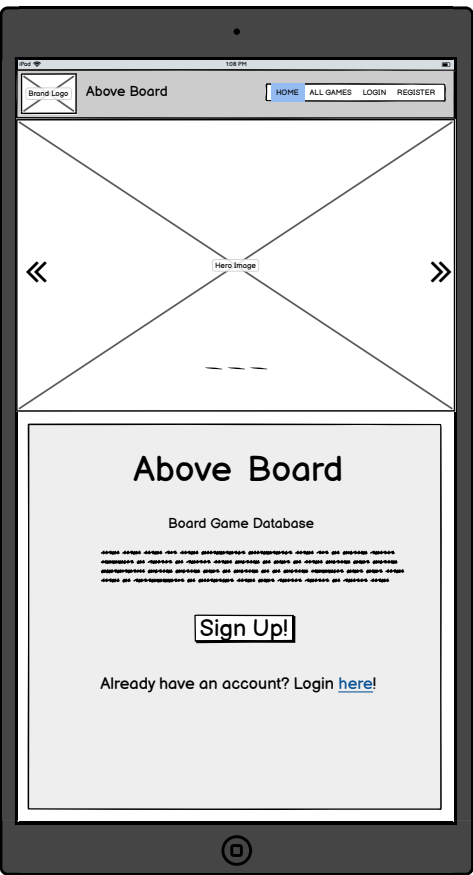 iPad 1:08 PM
Brand Logo Above Board HOME ALL GAMES LOGIN REGISTER
Hero Image
Above Board
Board Game Database
Sign Up!
Already have an account? Login here!